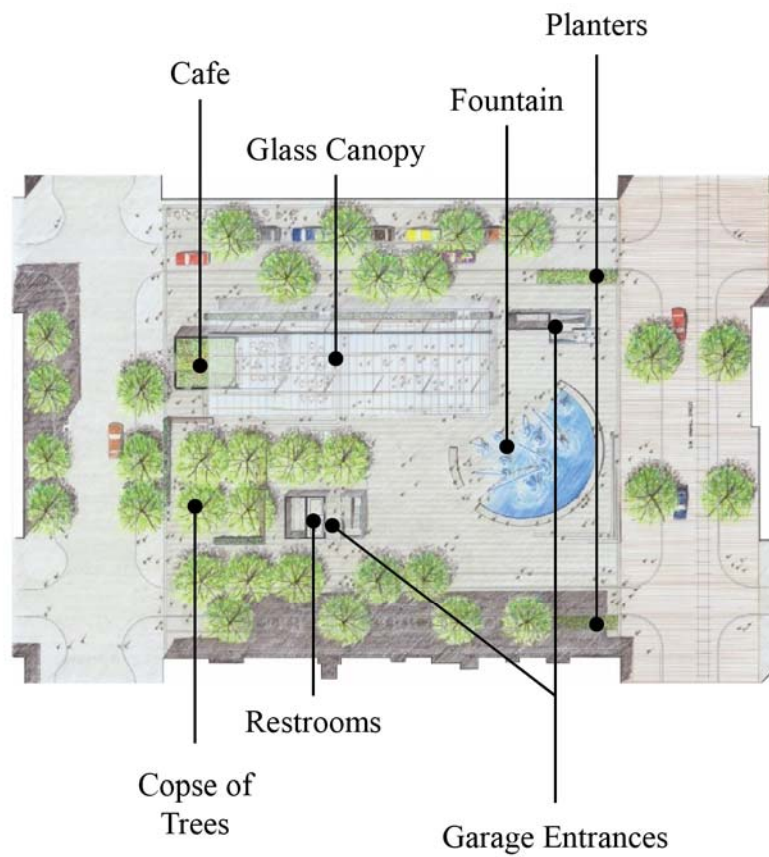 Planters
Cafe
Fountain
Glass Canopy
Restrooms
Copse of
Trees
Garage Entrances